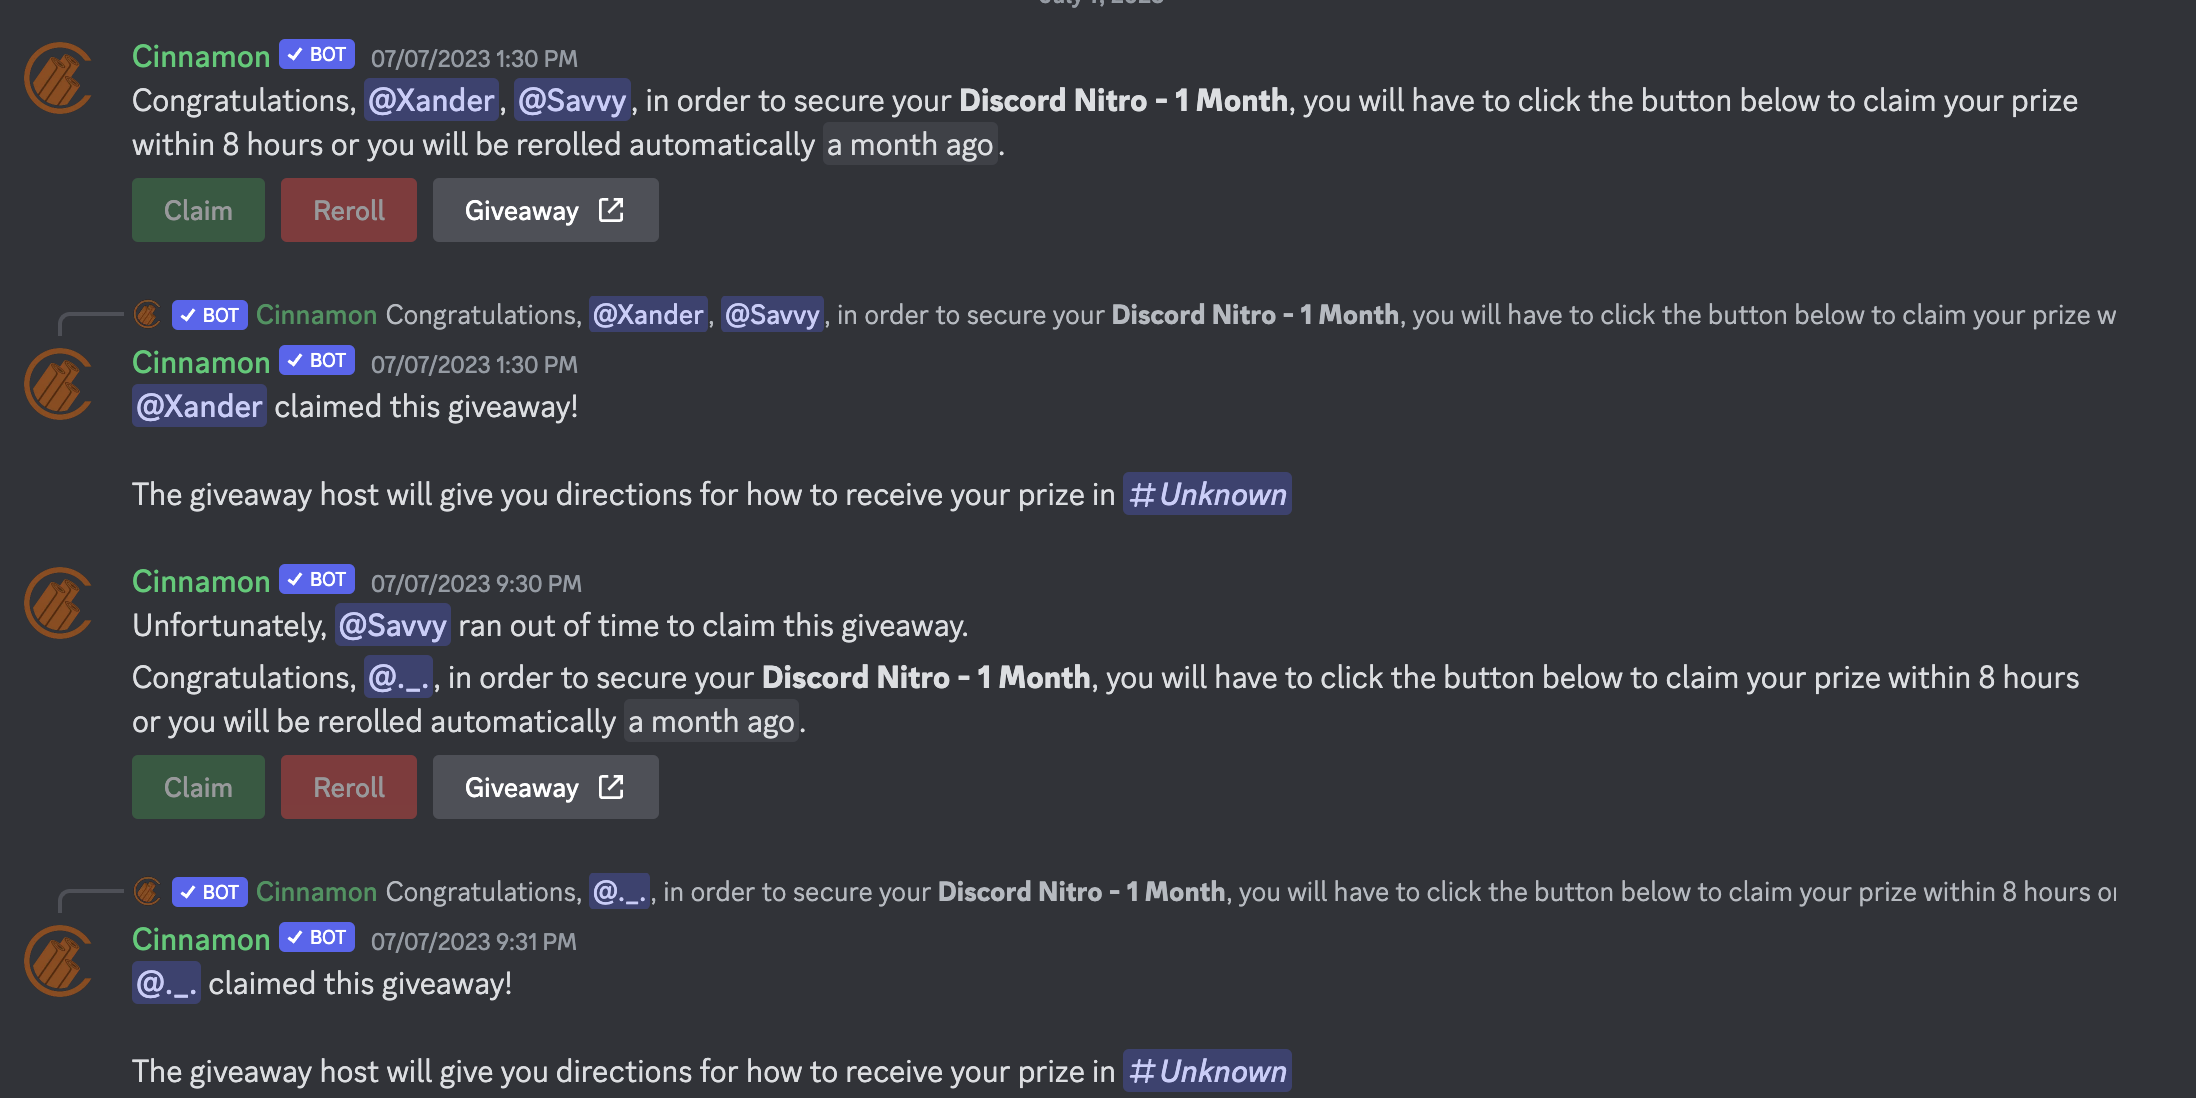 Cinnamon ✓ BOT 07/07/2023 1:30 PM
Congratulations, @Xander, @Savvy, in order to secure your Discord Nitro - 1 Month, you will have to click the button below to claim your prize
within 8 hours or you will be rerolled automatically a month ago.
Claim Reroll Giveaway
✓ BOT Cinnamon Congratulations, @Xander, @Savvy, in order to secure your Discord Nitro - 1 Month, you will have to click the button below to claim your prize w
Cinnamon ✓ BOT 07/07/2023 1:30 PM
@Xander claimed this giveaway!
The giveaway host will give you directions for how to receive your prize in #Unknown
Cinnamon ✓ BOT 07/07/2023 9:30 PM
Unfortunately, @Savvy ran out of time to claim this giveaway.
Congratulations, @._., in order to secure your Discord Nitro - 1 Month, you will have to click the button below to claim your prize within 8 hours
or you will be rerolled automatically a month ago.
Claim Reroll Giveaway
✓ BOT Cinnamon Congratulations, @._., in order to secure your Discord Nitro - 1 Month, you will have to click the button below to claim your prize within 8 hours or
Cinnamon ✓ BOT 07/07/2023 9:31 PM
@._. claimed this giveaway!
The giveaway host will give you directions for how to receive your prize in #Unknown